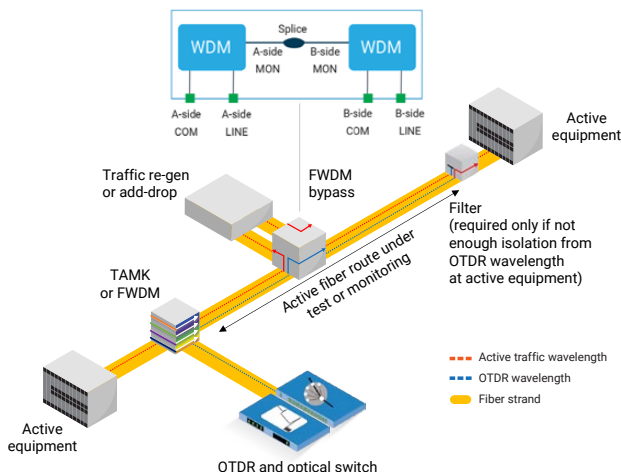 Splice
WDM
WDM
A-side
MON
B-side
MON
A-side
COM
A-side
LINE
B-side
COM
B-side
LINE
Active
equipment
Traffic re-gen
or add-drop
FWDM
bypass
Filter
(required only if not
enough isolation from
OTDR wavelength
at active equipment)
Active fiber route under
test or monitoring
TAMK
or FWDM
Active traffic wavelength
OTDR wavelength
Fiber strand
Active
equipment
OTDR and optical switch